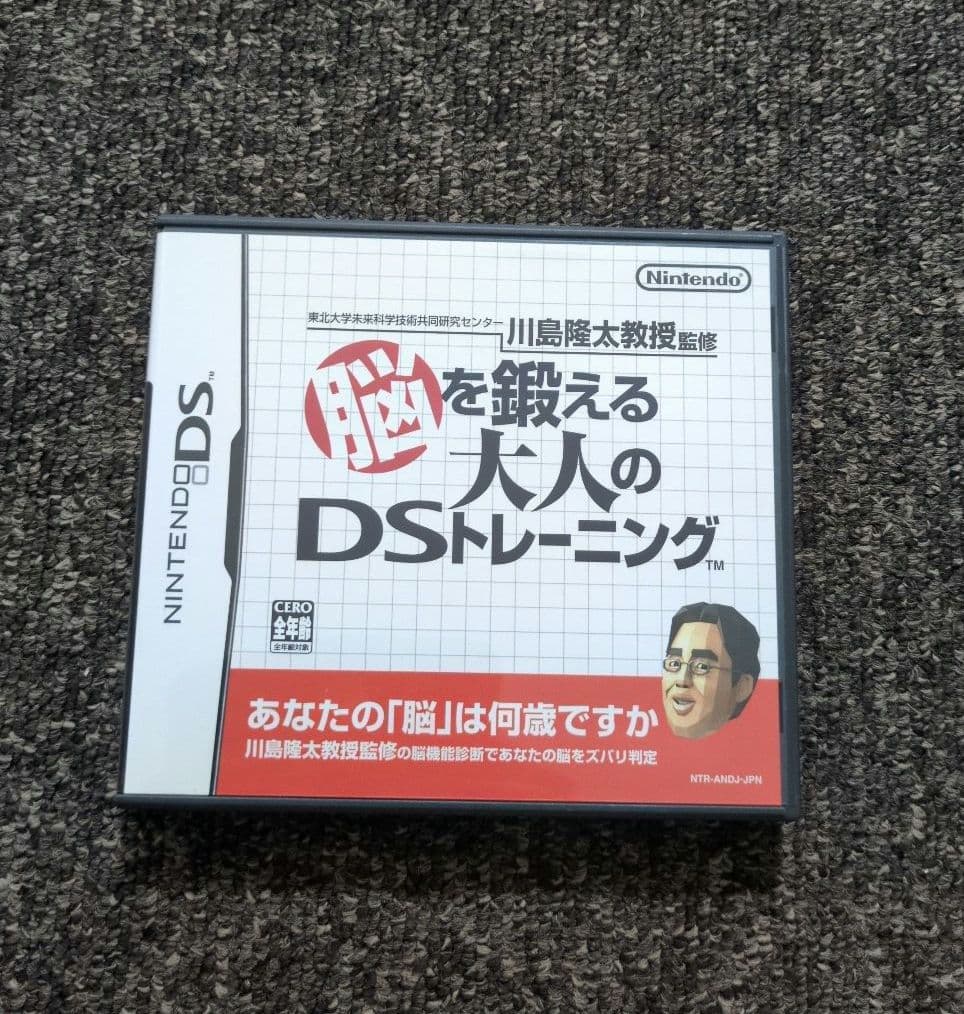 NINTENDO DS™
Nintendo®
東北大学未来科学技術共同研究センター
川島隆太教授監修
脳を鍛える
大人の
DSトレーニング™
CERO
全年齢
全年齢対象
あなたの「脳」は何歳ですか
川島隆太教授監修の脳機能診断であなたの脳をズバリ判定
NTR-ANDJ-JPN